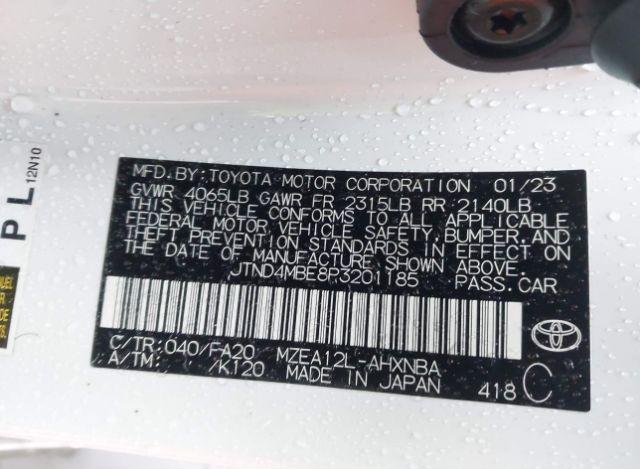 MFD. BY: TOYOTA MOTOR CORPORATION 01/23
GVWR 4065LB GAWR FR 2315LB RR 2140LB
THIS VEHICLE CONFORMS TO ALL APPLICABLE
FEDERAL MOTOR VEHICLE SAFETY, BUMPER, AND
THEFT PREVENTION STANDARDS IN EFFECT ON
THE DATE OF MANUFACTURE SHOWN ABOVE.
JTND4MBE8P3201185 PASS. CAR
C/TR: 040/FA20 MZEA12L-AHXNBA
A/TM: /K120 MADE IN JAPAN
418 C
P L
12N10